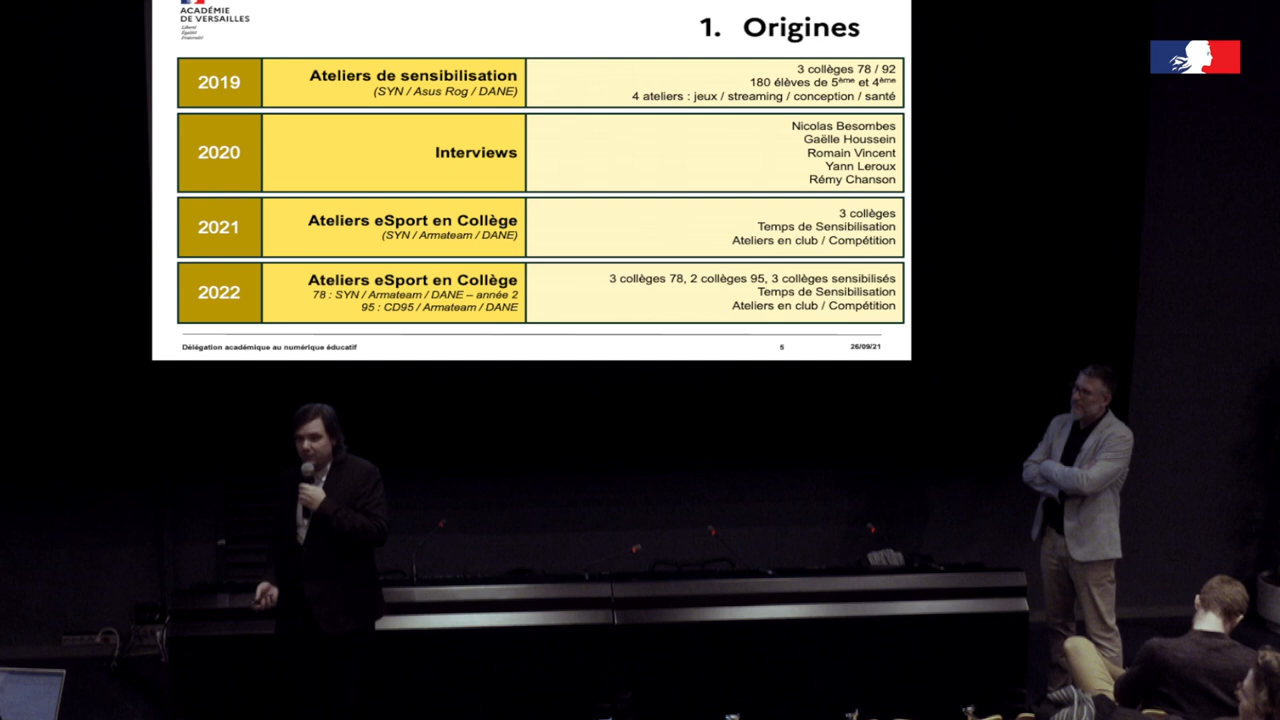 ACADÉMIE
DE VERSAILLES
Liberté
Égalité
Fraternité
1. Origines
2019
Ateliers de sensibilisation
(SYN / Asus Rog / DANE)
3 collèges 78 / 92
180 élèves de 5ème et 4ème
4 ateliers : jeux / streaming / conception / santé
2020
Interviews
Nicolas Besombes
Gaëlle Houssein
Romain Vincent
Yann Leroux
Rémy Chanson
2021
Ateliers eSport en Collège
(SYN / Armateam / DANE)
3 collèges
Temps de Sensibilisation
Ateliers en club / Compétition
2022
Ateliers eSport en Collège
78 : SYN / Armateam / DANE – année 2
95 : CD95 / Armateam / DANE
3 collèges 78, 2 collèges 95, 3 collèges sensibilisés
Temps de Sensibilisation
Ateliers en club / Compétition
Délégation académique au numérique éducatif
5
26/09/21